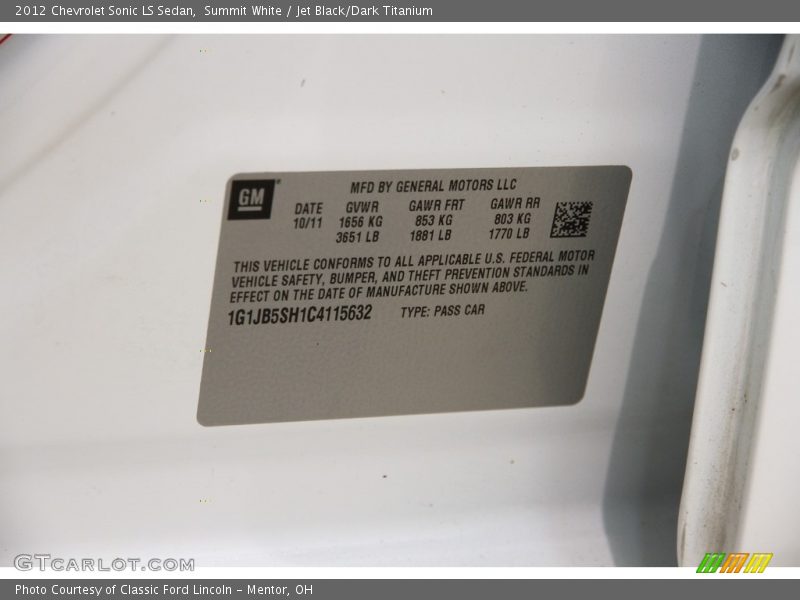 2012 Chevrolet Sonic LS Sedan,  Summit White / Jet Black/Dark Titanium
GM
MFD BY GENERAL MOTORS LLC
DATE GVWR GAWR FRT GAWR RR
10/11 1656 KG 853 KG 803 KG
3651 LB 1881 LB 1770 LB
THIS VEHICLE CONFORMS TO ALL APPLICABLE U.S. FEDERAL MOTOR
VEHICLE SAFETY, BUMPER, AND THEFT PREVENTION STANDARDS IN
EFFECT ON THE DATE OF MANUFACTURE SHOWN ABOVE.
1G1JB5SH1C4115632 TYPE: PASS CAR
GTCARLOT.COM
Photo Courtesy of Classic Ford Lincoln - Mentor, OH